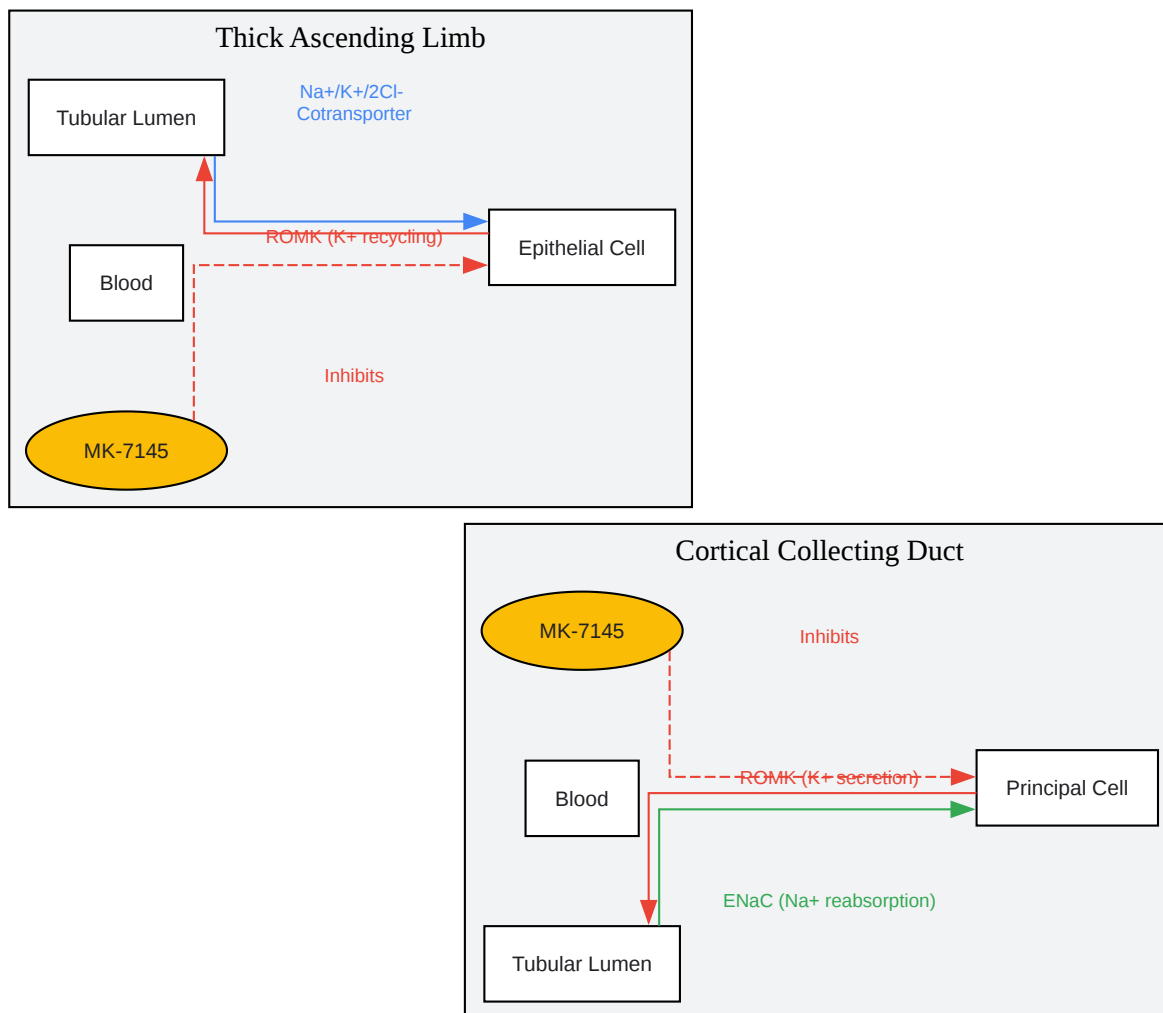 Thick Ascending Limb
Na+/K+/2Cl-
Cotransporter
Tubular Lumen
ROMK (K+ recycling)
Epithelial Cell
Blood
Inhibits
MK-7145
Cortical Collecting Duct
MK-7145
Inhibits
ROMK (K+ secretion)
Principal Cell
Blood
ENaC (Na+ reabsorption)
Tubular Lumen